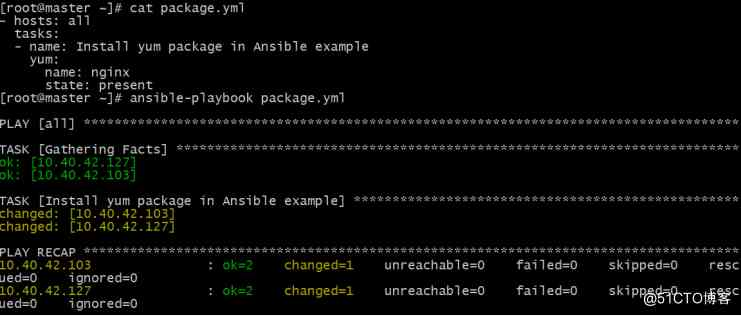 [root@master ~]# cat package.yml
- hosts: all
  tasks:
  - name: Install yum package in Ansible example
    yum:
      name: nginx
      state: present
[root@master ~]# ansible-playbook package.yml

PLAY [all] *************************************************************************************

TASK [Gathering Facts] *************************************************************************
ok: [10.40.42.127]
ok: [10.40.42.103]

TASK [Install yum package in Ansible example] **************************************************
changed: [10.40.42.103]
changed: [10.40.42.127]

PLAY RECAP *************************************************************************************
10.40.42.103               : ok=2    changed=1    unreachable=0    failed=0    skipped=0    resc
ued=0    ignored=0
10.40.42.127               : ok=2    changed=1    unreachable=0    failed=0    skipped=0    resc
ued=0    ignored=0
@51CTO博客